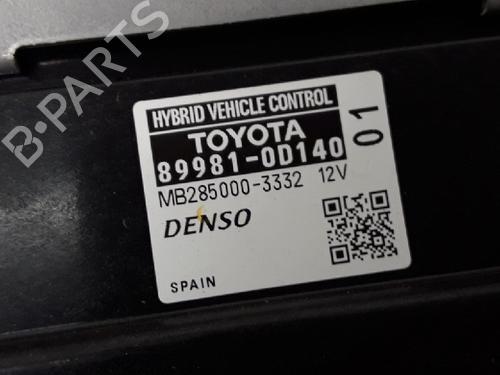 HYBRID VEHICLE CONTROL
TOYOTA
89981-0D140
01
MB285000-3332 12V
DENSO
SPAIN
B-PARTS